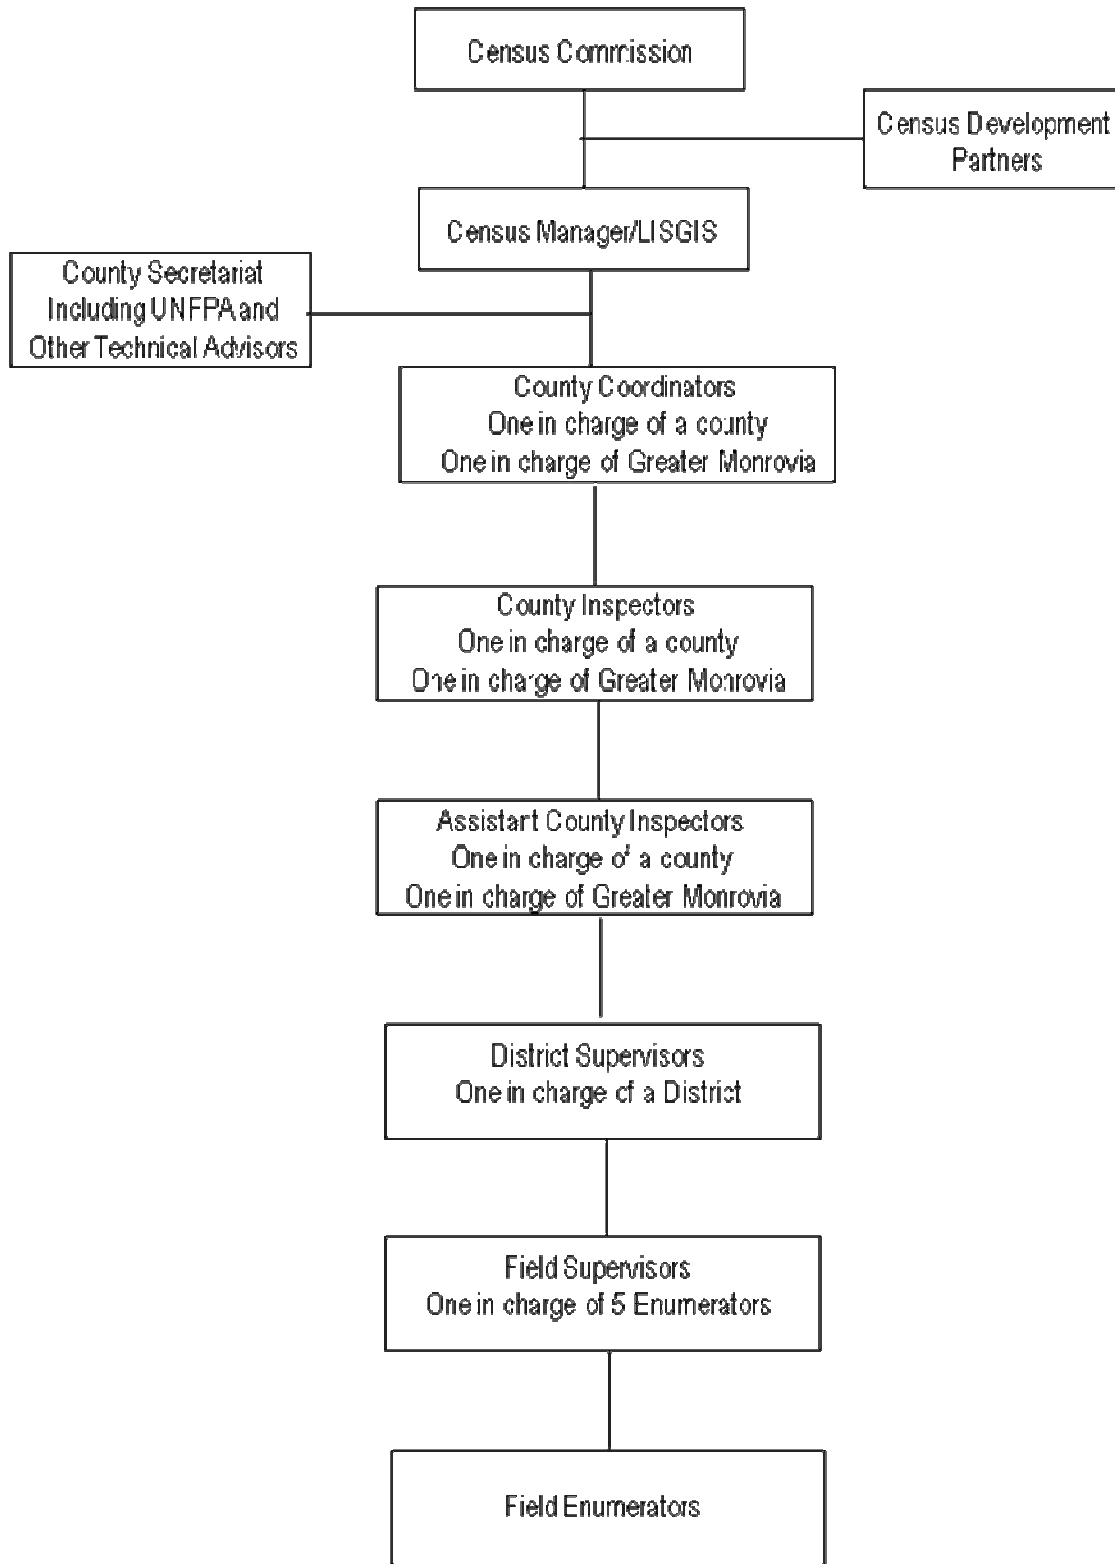 Census Commission
Census Development
Partners
Census Manager/LISGIS
County Secretariat
Including UNFPA and
Other Technical Advisors
County Coordinators
One in charge of a county
One in charge of Greater Monrovia
County Inspectors
One in charge of a county
One in charge of Greater Monrovia
Assistant County Inspectors
One in charge of a county
One in charge of Greater Monrovia
District Supervisors
One in charge of a District
Field Supervisors
One in charge of 5 Enumerators
Field Enumerators